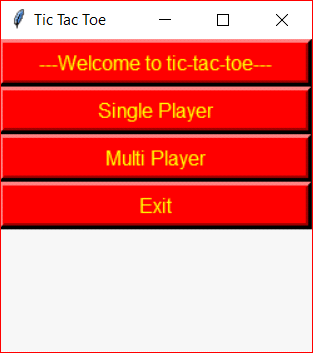 Tic Tac Toe
---Welcome to tic-tac-toe---
Single Player
Multi Player
Exit